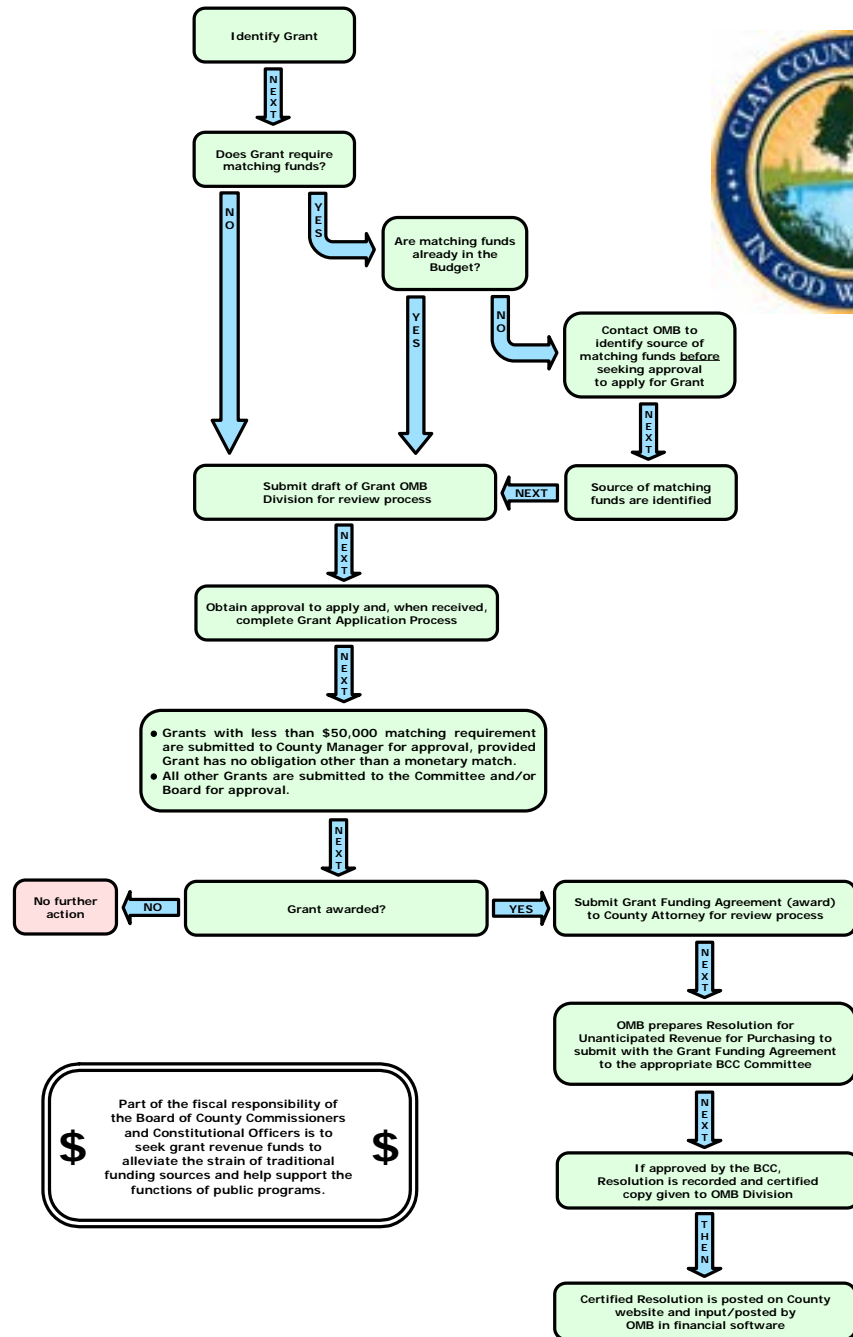 Identify Grant
NEXT
CLAY COUN
IN GOD W
Does Grant require
matching funds?
NO
YES
Are matching funds
already in the
Budget?
YES
NO
Contact OMB to
identify source of
matching funds before
seeking approval
to apply for Grant
NEXT
Submit draft of Grant OMB
Division for review process
NEXT
Source of matching
funds are identified
NEXT
Obtain approval to apply and, when received,
complete Grant Application Process
NEXT
● Grants with less than $50,000 matching requirement
are submitted to County Manager for approval, provided
Grant has no obligation other than a monetary match.
● All other Grants are submitted to the Committee and/or
Board for approval.
NEXT
No further
action
NO
Grant awarded?
YES
Submit Grant Funding Agreement (award)
to County Attorney for review process
NEXT
OMB prepares Resolution for
Unanticipated Revenue for Purchasing to
submit with the Grant Funding Agreement
to the appropriate BCC Committee
NEXT
$
Part of the fiscal responsibility of
the Board of County Commissioners
and Constitutional Officers is to
seek grant revenue funds to
alleviate the strain of traditional
funding sources and help support the
functions of public programs.
$
If approved by the BCC,
Resolution is recorded and certified
copy given to OMB Division
THEN
Certified Resolution is posted on County
website and input/posted by
OMB in financial software